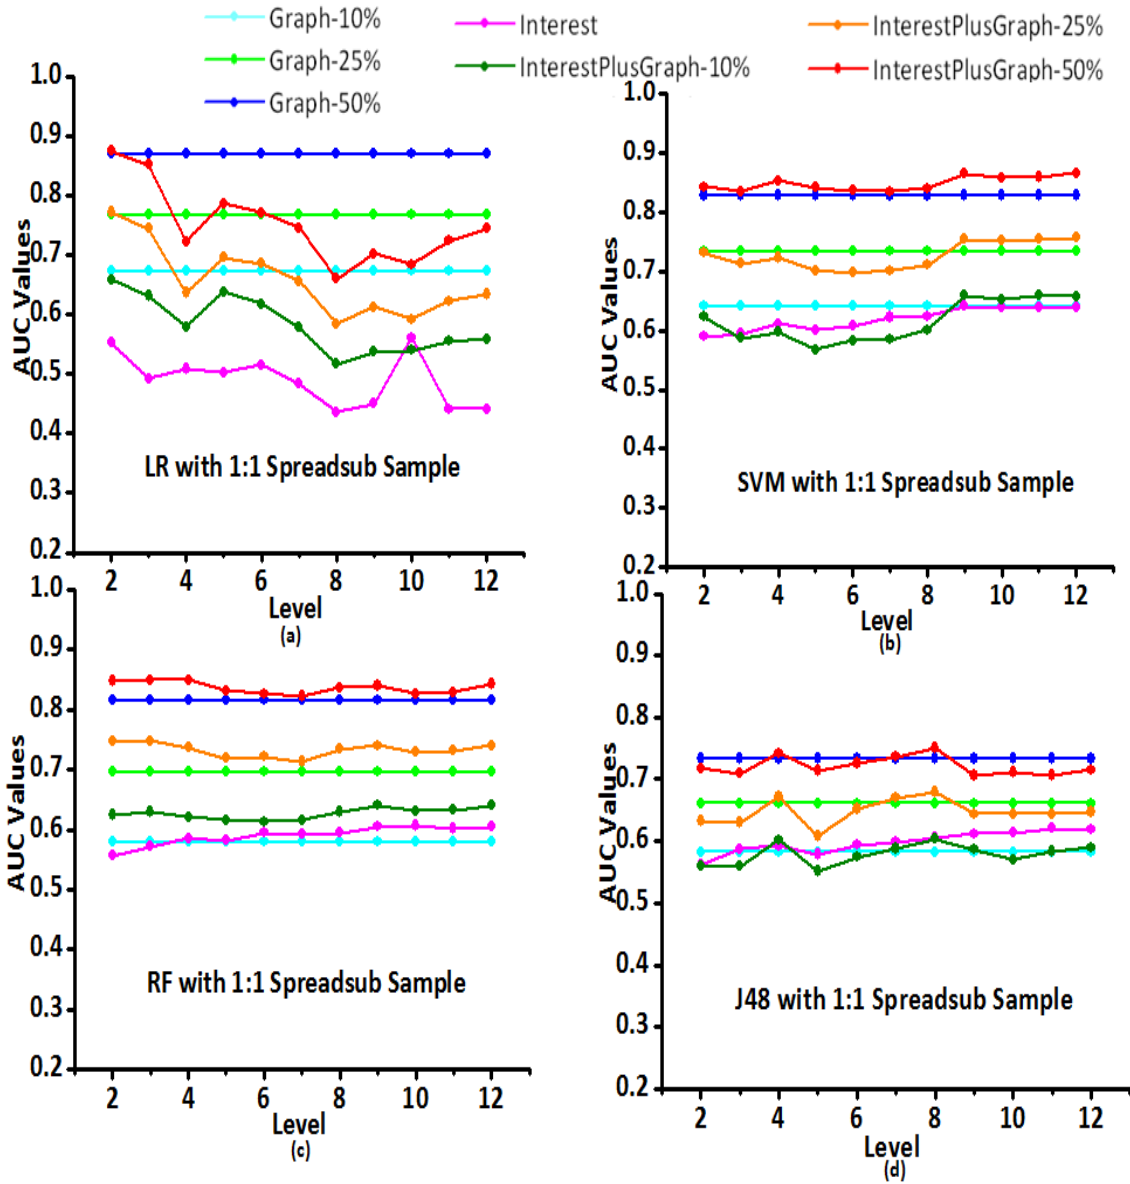 Graph-10%
Graph-25%
Graph-50%
Interest
InterestPlusGraph-10%
InterestPlusGraph-25%
InterestPlusGraph-50%
1.0
0.9
0.8
0.7
0.6
0.5
0.4
0.3
0.2
AUC Values
LR with 1:1 Spreadsub Sample
2 4 6 8 10 12
Level
(a)
1.0
0.9
0.8
0.7
0.6
0.5
0.4
0.3
0.2
AUC Values
SVM with 1:1 Spreadsub Sample
2 4 6 8 10 12
Level
(b)
1.0
0.9
0.8
0.7
0.6
0.5
0.4
0.3
0.2
AUC Values
RF with 1:1 Spreadsub Sample
2 4 6 8 10 12
Level
(c)
1.0
0.9
0.8
0.7
0.6
0.5
0.4
0.3
0.2
AUC Values
J48 with 1:1 Spreadsub Sample
2 4 6 8 10 12
Level
(d)